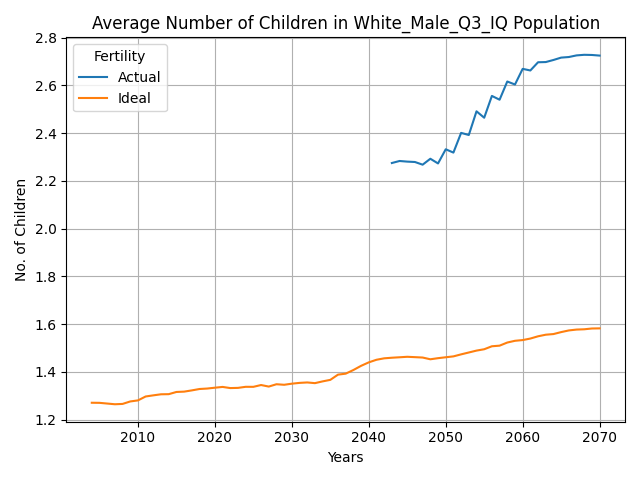 Average Number of Children in White_Male_Q3_IQ Population
Fertility
Actual
Ideal
No. of Children
2.8
2.6
2.4
2.2
2.0
1.8
1.6
1.4
1.2
2010 2020 2030 2040 2050 2060 2070
Years